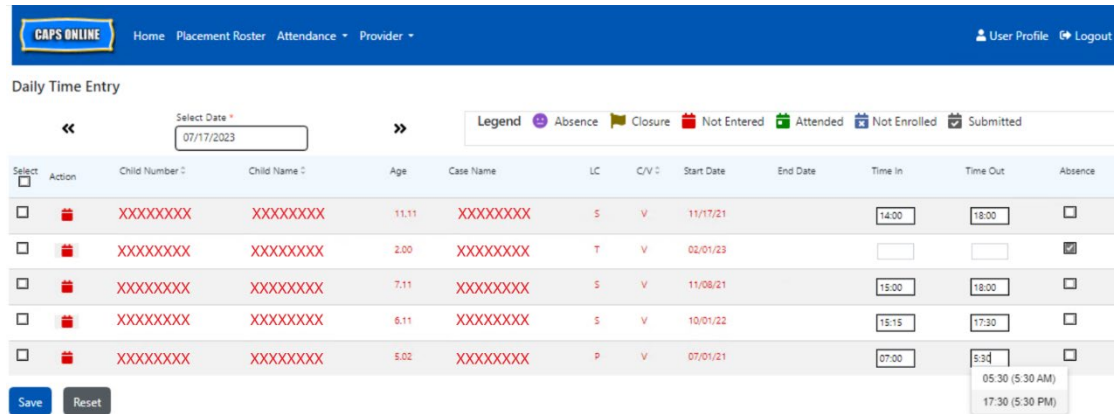 CAPS ONLINE Home Placement Roster Attendance Provider User Profile Logout
Daily Time Entry
Select Date *
07/17/2023
Legend Absence Closure Not Entered Attended Not Enrolled Submitted
Select Action Child Number Child Name Age Case Name LC C/V Start Date End Date Time In Time Out Absence
XXXXXXXX XXXXXXXX 11.11 XXXXXXXX S V 11/17/21 14:00 18:00
XXXXXXXX XXXXXXXX 2.00 XXXXXXXX T V 02/01/23
XXXXXXXX XXXXXXXX 7.11 XXXXXXXX S V 11/08/21 15:00 18:00
XXXXXXXX XXXXXXXX 6.11 XXXXXXXX S V 10/01/22 15:15 17:30
XXXXXXXX XXXXXXXX 5.02 XXXXXXXX P V 07/01/21 07:00 5:30
05:30 (5:30 AM)
17:30 (5:30 PM)
Save Reset